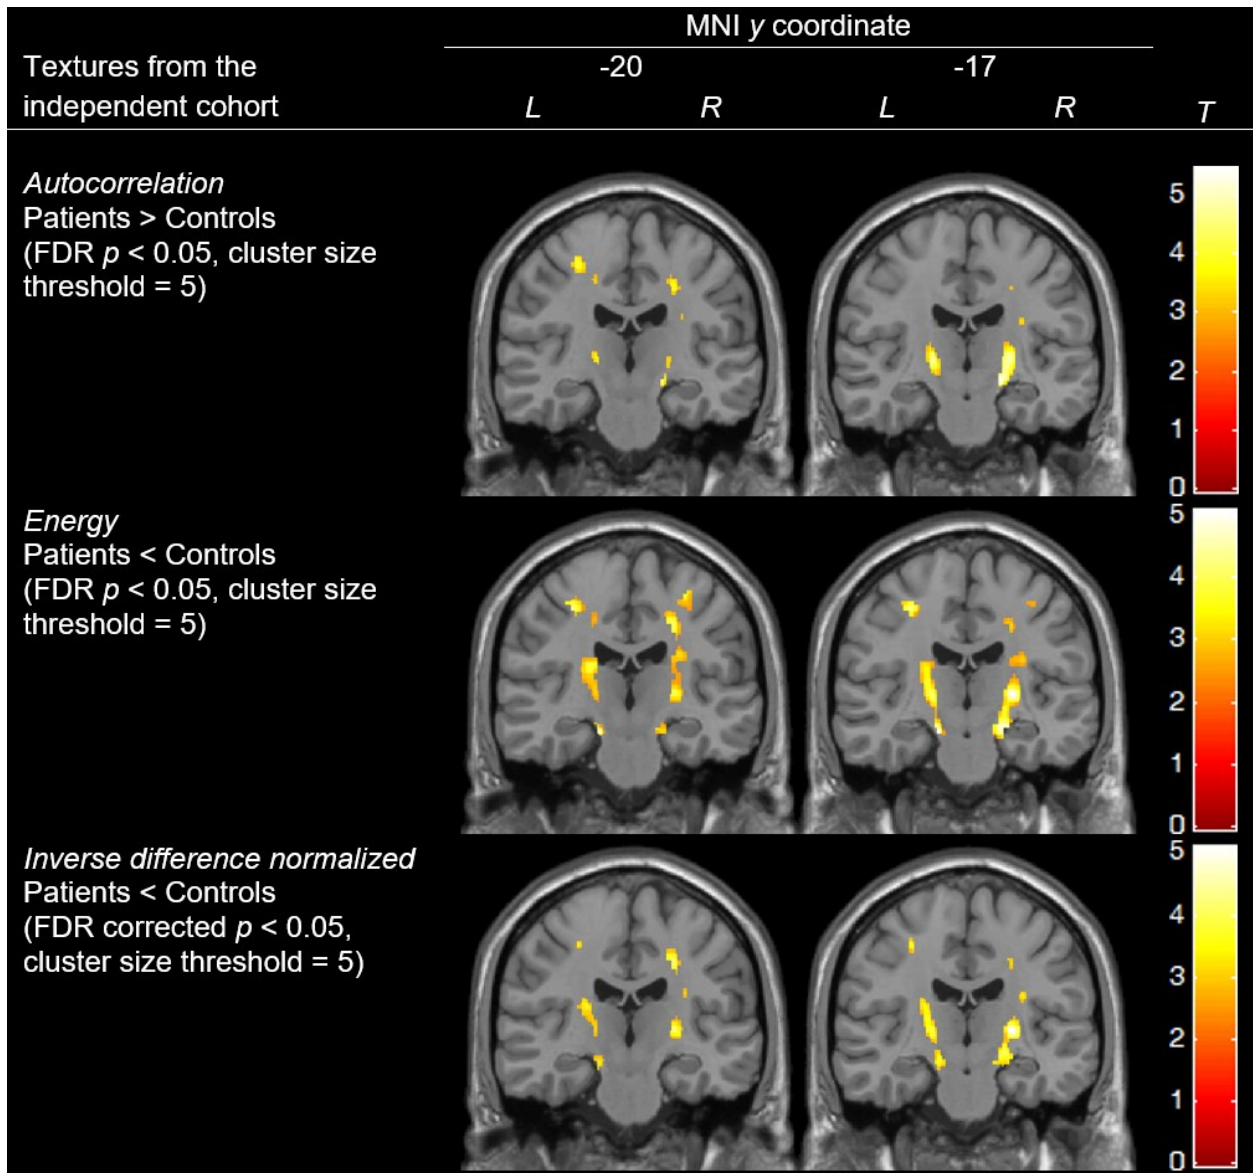 MNI y coordinate
Textures from the
independent cohort
-20
-17
L
R
L
R
T
Autocorrelation
Patients > Controls
(FDR p < 0.05, cluster size
threshold = 5)
5
4
3
2
1
0
Energy
Patients < Controls
(FDR p < 0.05, cluster size
threshold = 5)
5
4
3
2
1
0
Inverse difference normalized
Patients < Controls
(FDR corrected p < 0.05,
cluster size threshold = 5)
5
4
3
2
1
0